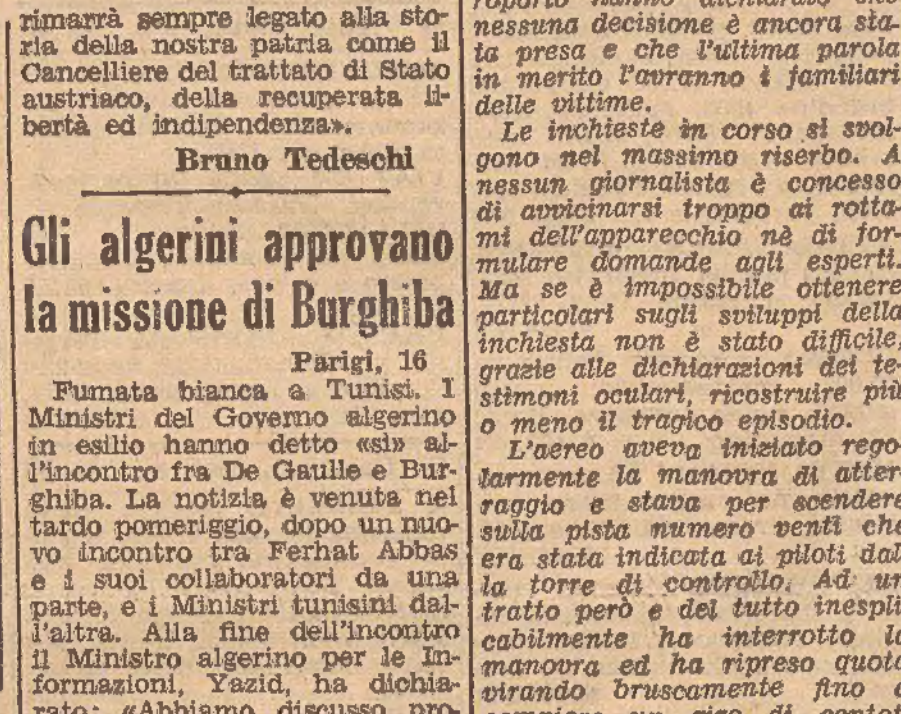 rimarrà sempre legato alla sto-
ria della nostra patria come il
Cancelliere del trattato di Stato
austriaco, della recuperata li-
bertà ed indipendenza».
Bruno Tedeschi
Gli algerini approvano
la missione di Burghiba
Parigi, 16
Fumata bianca a Tunisi. I
Ministri del Governo algerino
in esilio hanno detto «sì» al-
l'incontro fra De Gaulle e Bur-
ghiba. La notizia è venuta nel
tardo pomeriggio, dopo un nuo-
vo incontro tra Ferhat Abbas
e i suoi collaboratori da una
parte, e i Ministri tunisini dal-
l'altra. Alla fine dell'incontro
il Ministro algerino per le In-
formazioni, Yazid, ha dichia-
rato: «Abbiamo discusso pro-
nessuna decisione è ancora sta-
ta presa e che l'ultima parola
in merito l'avranno i familiari
delle vittime.
Le inchieste in corso si svol-
gono nel massimo riserbo. A
nessun giornalista è concesso
di avvicinarsi troppo ai rotta-
mi dell'apparecchio nè di for-
mulare domande agli esperti.
Ma se è impossibile ottenere
particolari sugli sviluppi della
inchiesta non è stato difficile,
grazie alle dichiarazioni dei te-
stimoni oculari, ricostruire più
o meno il tragico episodio.
L'aereo aveva iniziato rego-
larmente la manovra di atter-
raggio e stava per scendere
sulla pista numero venti che
era stata indicata ai piloti dal
la torre di controllo. Ad un
tratto però e del tutto inespli
cabilmente ha interrotto la
manovra ed ha ripreso quota
virando bruscamente fino a